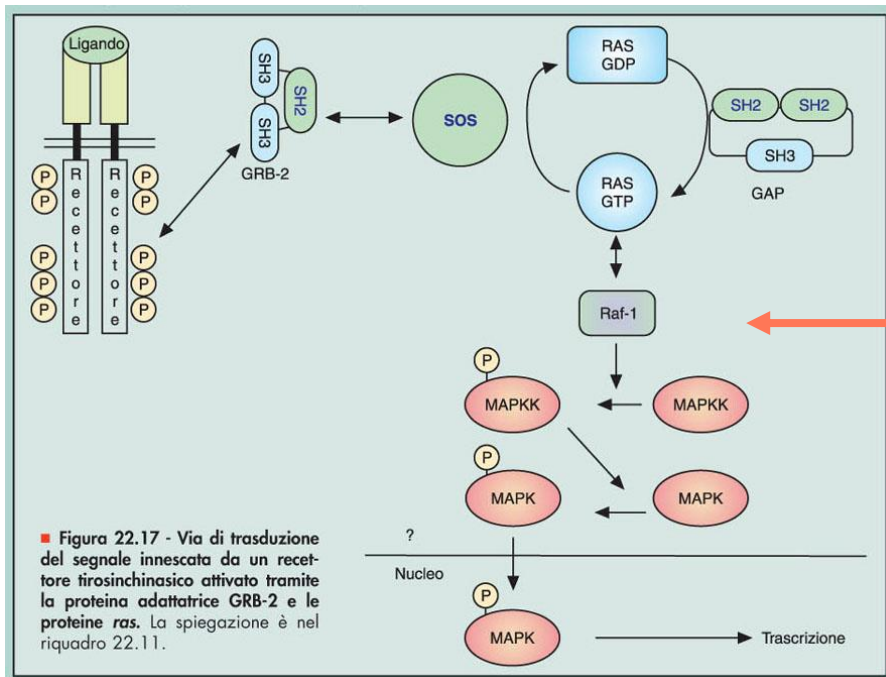 Ligando
P
P
P
P
P
P
P
P
P
P
Recettore
Recettore
SH3
SH3
SH2
GRB-2
SOS
RAS
GDP
RAS
GTP
SH2
SH2
SH3
GAP
Raf-1
P
MAPKK
MAPKK
P
MAPK
MAPK
?
Nucleo
P
MAPK
Trascrizione
Figura 22.17 - Via di trasduzione
del segnale innescata da un recet-
tore tirosinchinasico attivato tramite
la proteina adattatrice GRB-2 e le
proteine ras. La spiegazione è nel
riquadro 22.11.